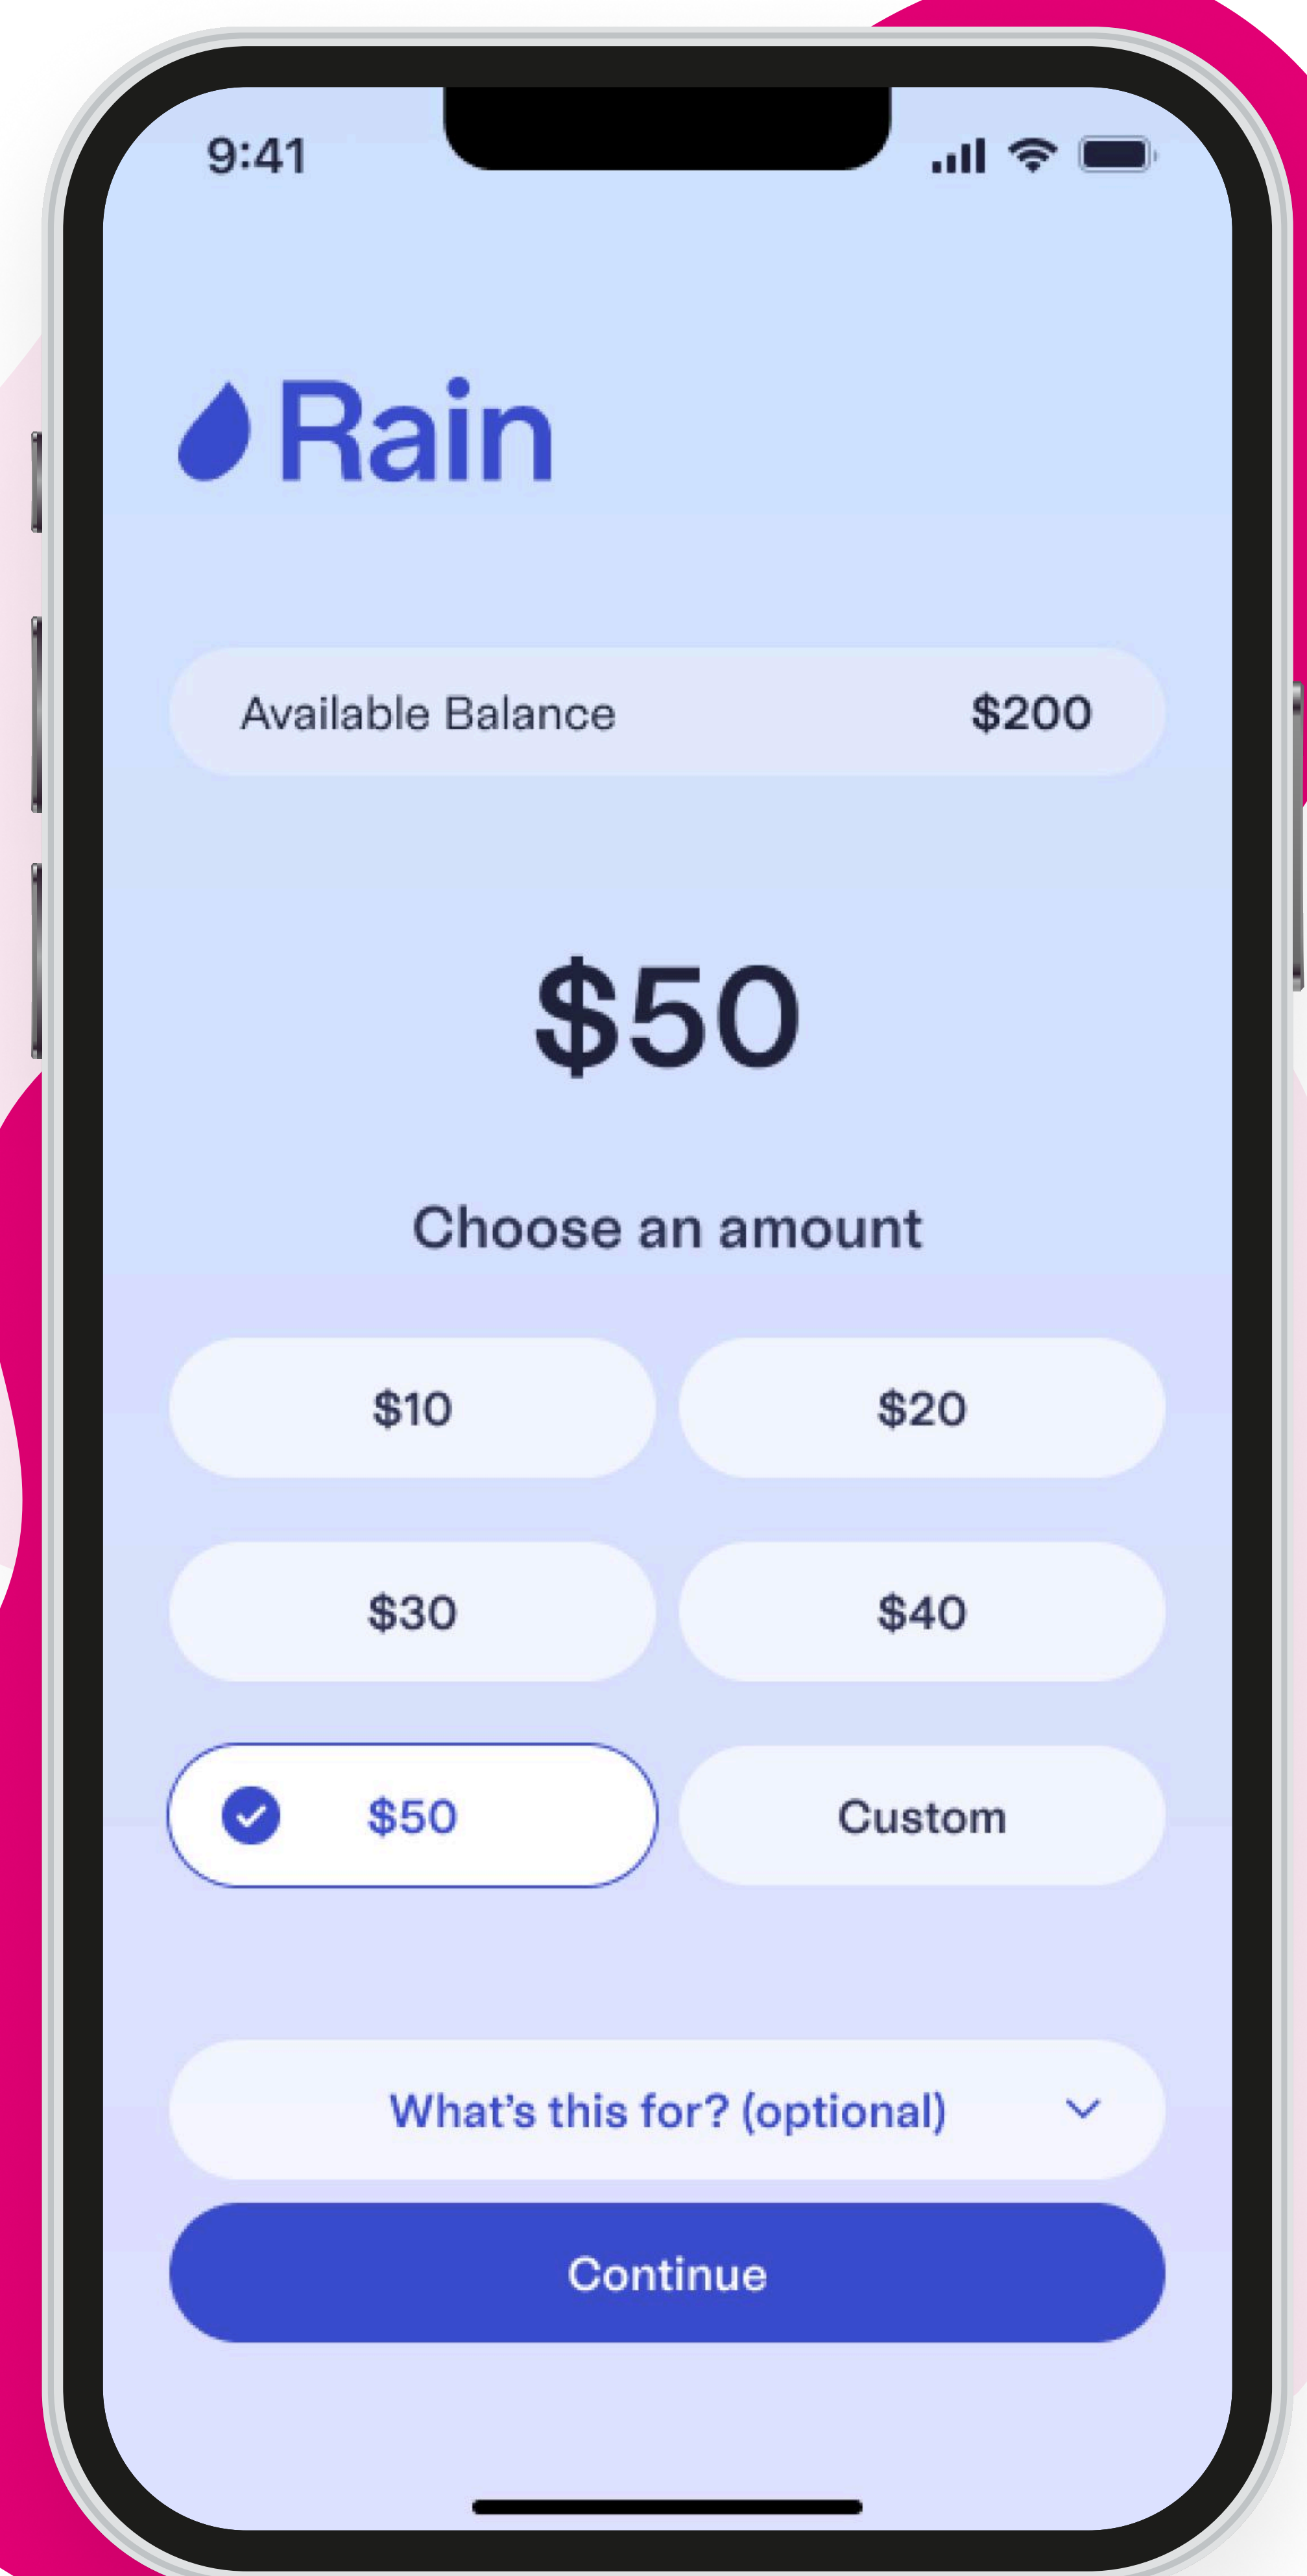 9:41
Rain
Available Balance $200
$50
Choose an amount
$10 $20
$30 $40
$50 Custom
What's this for? (optional)
Continue